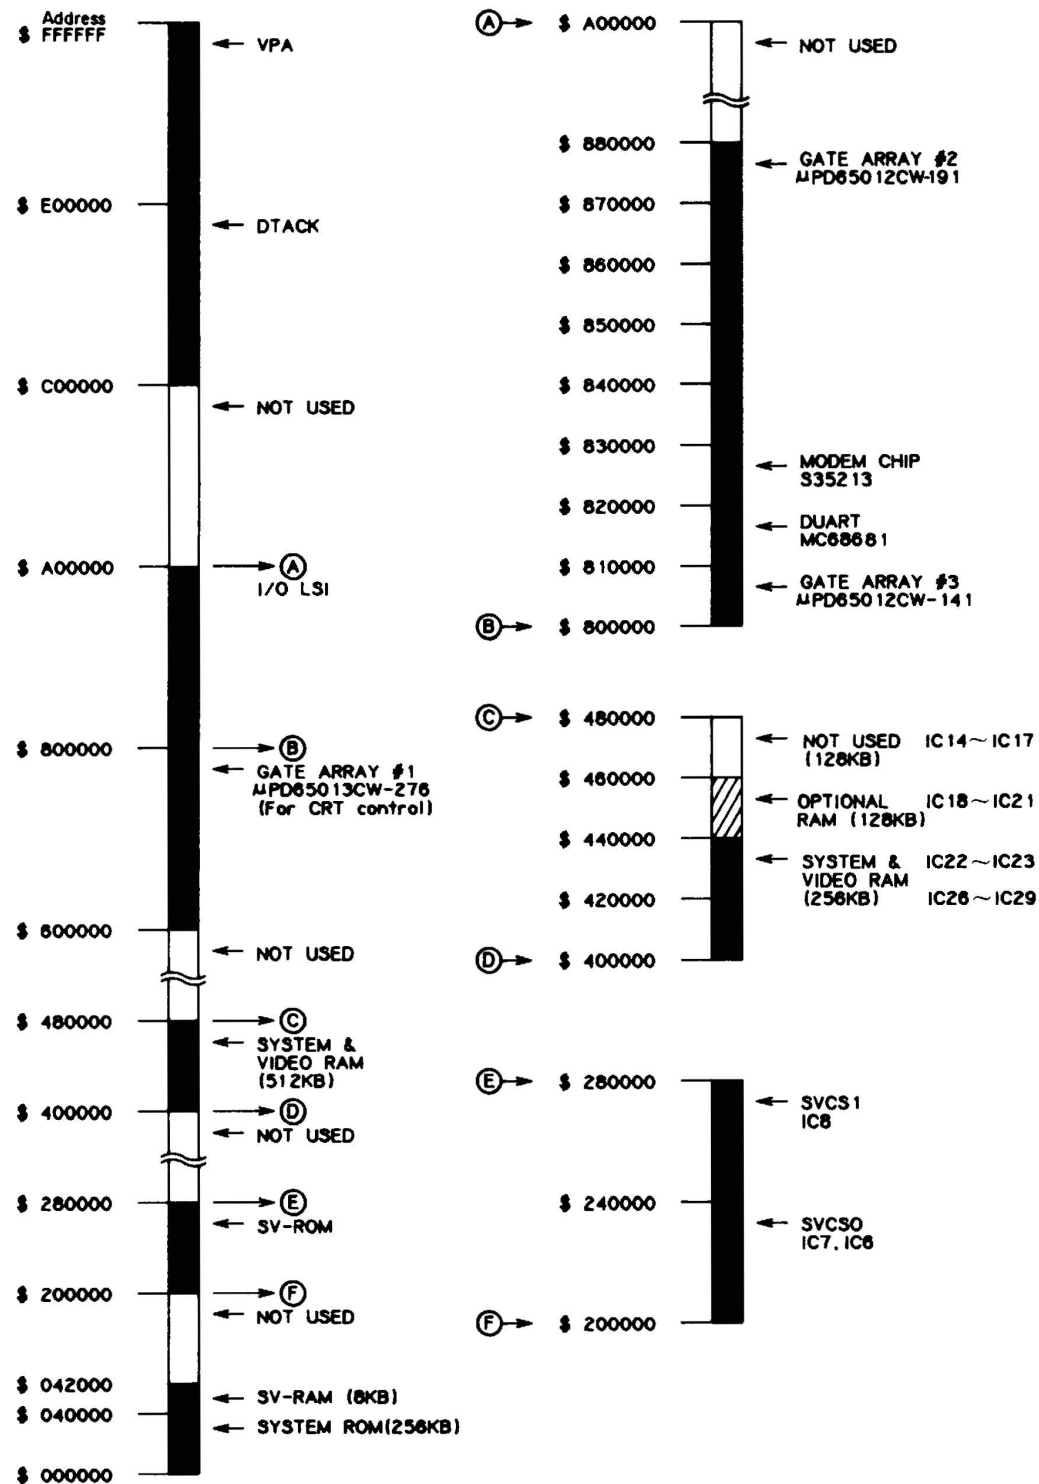 Address
$ FFFFFF
← VPA
$ E00000
← DTACK
$ C00000
← NOT USED
$ A00000 → Ⓐ
I/O LSI
$ 800000 → Ⓑ
← GATE ARRAY #1
μPD65013CW-276
(For CRT control)
$ 600000
← NOT USED
$ 480000 → Ⓒ
← SYSTEM &
VIDEO RAM
(512KB)
$ 400000 → Ⓓ
← NOT USED
$ 280000 → Ⓔ
← SV-ROM
$ 200000 → Ⓕ
← NOT USED
$ 042000
← SV-RAM (8KB)
$ 040000
← SYSTEM ROM(256KB)
$ 000000
Ⓐ→ $ A00000
← NOT USED
$ 880000
← GATE ARRAY #2
μPD65012CW-191
$ 870000
$ 860000
$ 850000
$ 840000
$ 830000
← MODEM CHIP
S35213
$ 820000
← DUART
MC68681
$ 810000
← GATE ARRAY #3
μPD65012CW-141
Ⓑ→ $ 800000
Ⓒ→ $ 480000
← NOT USED IC14~IC17
(128KB)
$ 460000
← OPTIONAL IC18~IC21
RAM (128KB)
$ 440000
← SYSTEM & IC22~IC23
VIDEO RAM
(256KB) IC26~IC29
$ 420000
Ⓓ→ $ 400000
Ⓔ→ $ 280000
← SVCS1
IC8
$ 240000
← SVCS0
IC7, IC6
Ⓕ→ $ 200000